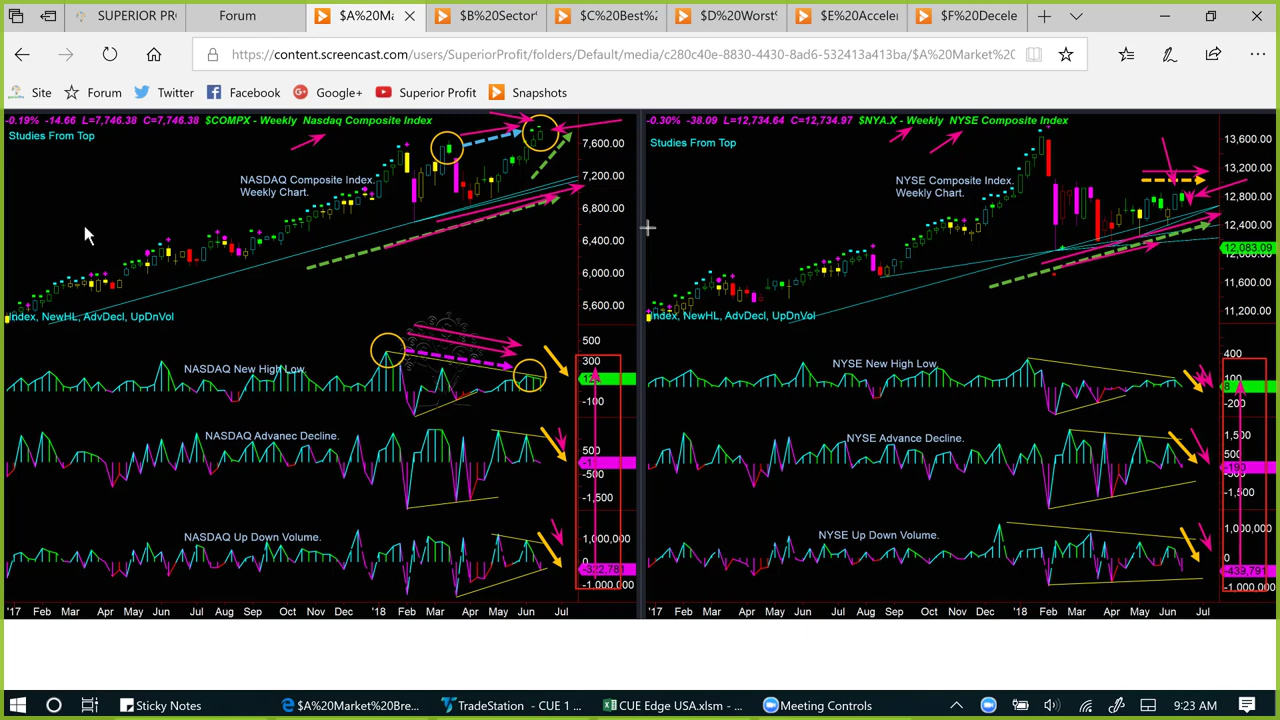 SUPERIOR PR
Forum
$A%20Ma
$B%20Sector
$C%20Best%2
$D%20Worst%
$E%20Acceler
$F%20Decele
https://content.screencast.com/users/SuperiorProfit/folders/Default/media/c280c40e-8830-4430-8ad6-532413a413ba/$A%20Market%20
Site Forum Twitter Facebook Google+ Superior Profit Snapshots
-0.19% -14.66 L=7,746.38 C=7,746.38 $COMPX - Weekly Nasdaq Composite Index
Studies From Top
NASDAQ Composite Index.
Weekly Chart.
7,600.00
7,200.00
6,800.00
6,400.00
6,000.00
5,600.00
Index, NewHL, AdvDecl, UpDnVol
NASDAQ New High Low
500
300
-100
NASDAQ Advanec Decline.
500
-500
-1,500
NASDAQ Up Down Volume.
1,000,000
0
-322,781
-1,000,000
'17 Feb Mar Apr May Jun Jul Aug Sep Oct Nov Dec '18 Feb Mar Apr May Jun Jul
-0.30% -38.09 L=12,734.64 C=12,734.97 $NYA.X - Weekly NYSE Composite Index
Studies From Top
NYSE Composite Index.
Weekly Chart.
13,600.00
13,200.00
12,800.00
12,400.00
12,083.09
12,000.00
11,600.00
11,200.00
Index, NewHL, AdvDecl, UpDnVol
NYSE New High Low
400
100
8
-200
NYSE Advance Decline.
1,500
500
-190
-500
-1,500
NYSE Up Down Volume.
1,000,000
0
-439,791
-1,000,000
'17 Feb Mar Apr May Jun Jul Aug Sep Oct Nov Dec '18 Feb Mar Apr May Jun Jul
Sticky Notes
$A%20Market%20Bre...
TradeStation - CUE 1 ...
CUE Edge USA.xlsm - ...
Meeting Controls
9:23 AM